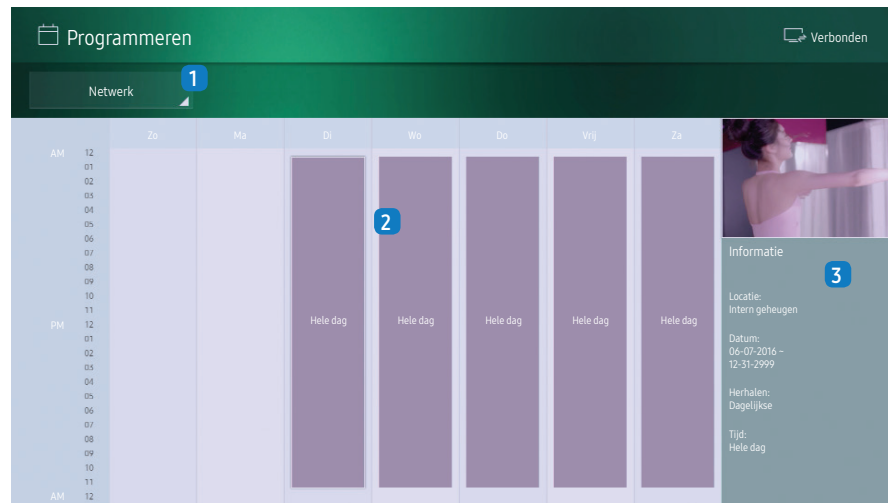 Programmeren
Verbonden
Netwerk
1
Zo Ma Di Wo Do Vrij Za
AM 12
01
02
03
04
05
06
07
08
09
10
11
PM 12
01
02
03
04
05
06
07
08
09
10
11
AM 12
2
Hele dag Hele dag Hele dag Hele dag Hele dag
Informatie
3
Locatie:
Intern geheugen
Datum:
06-07-2016 ~
12-31-2999
Herhalen:
Dagelijkse
Tijd:
Hele dag